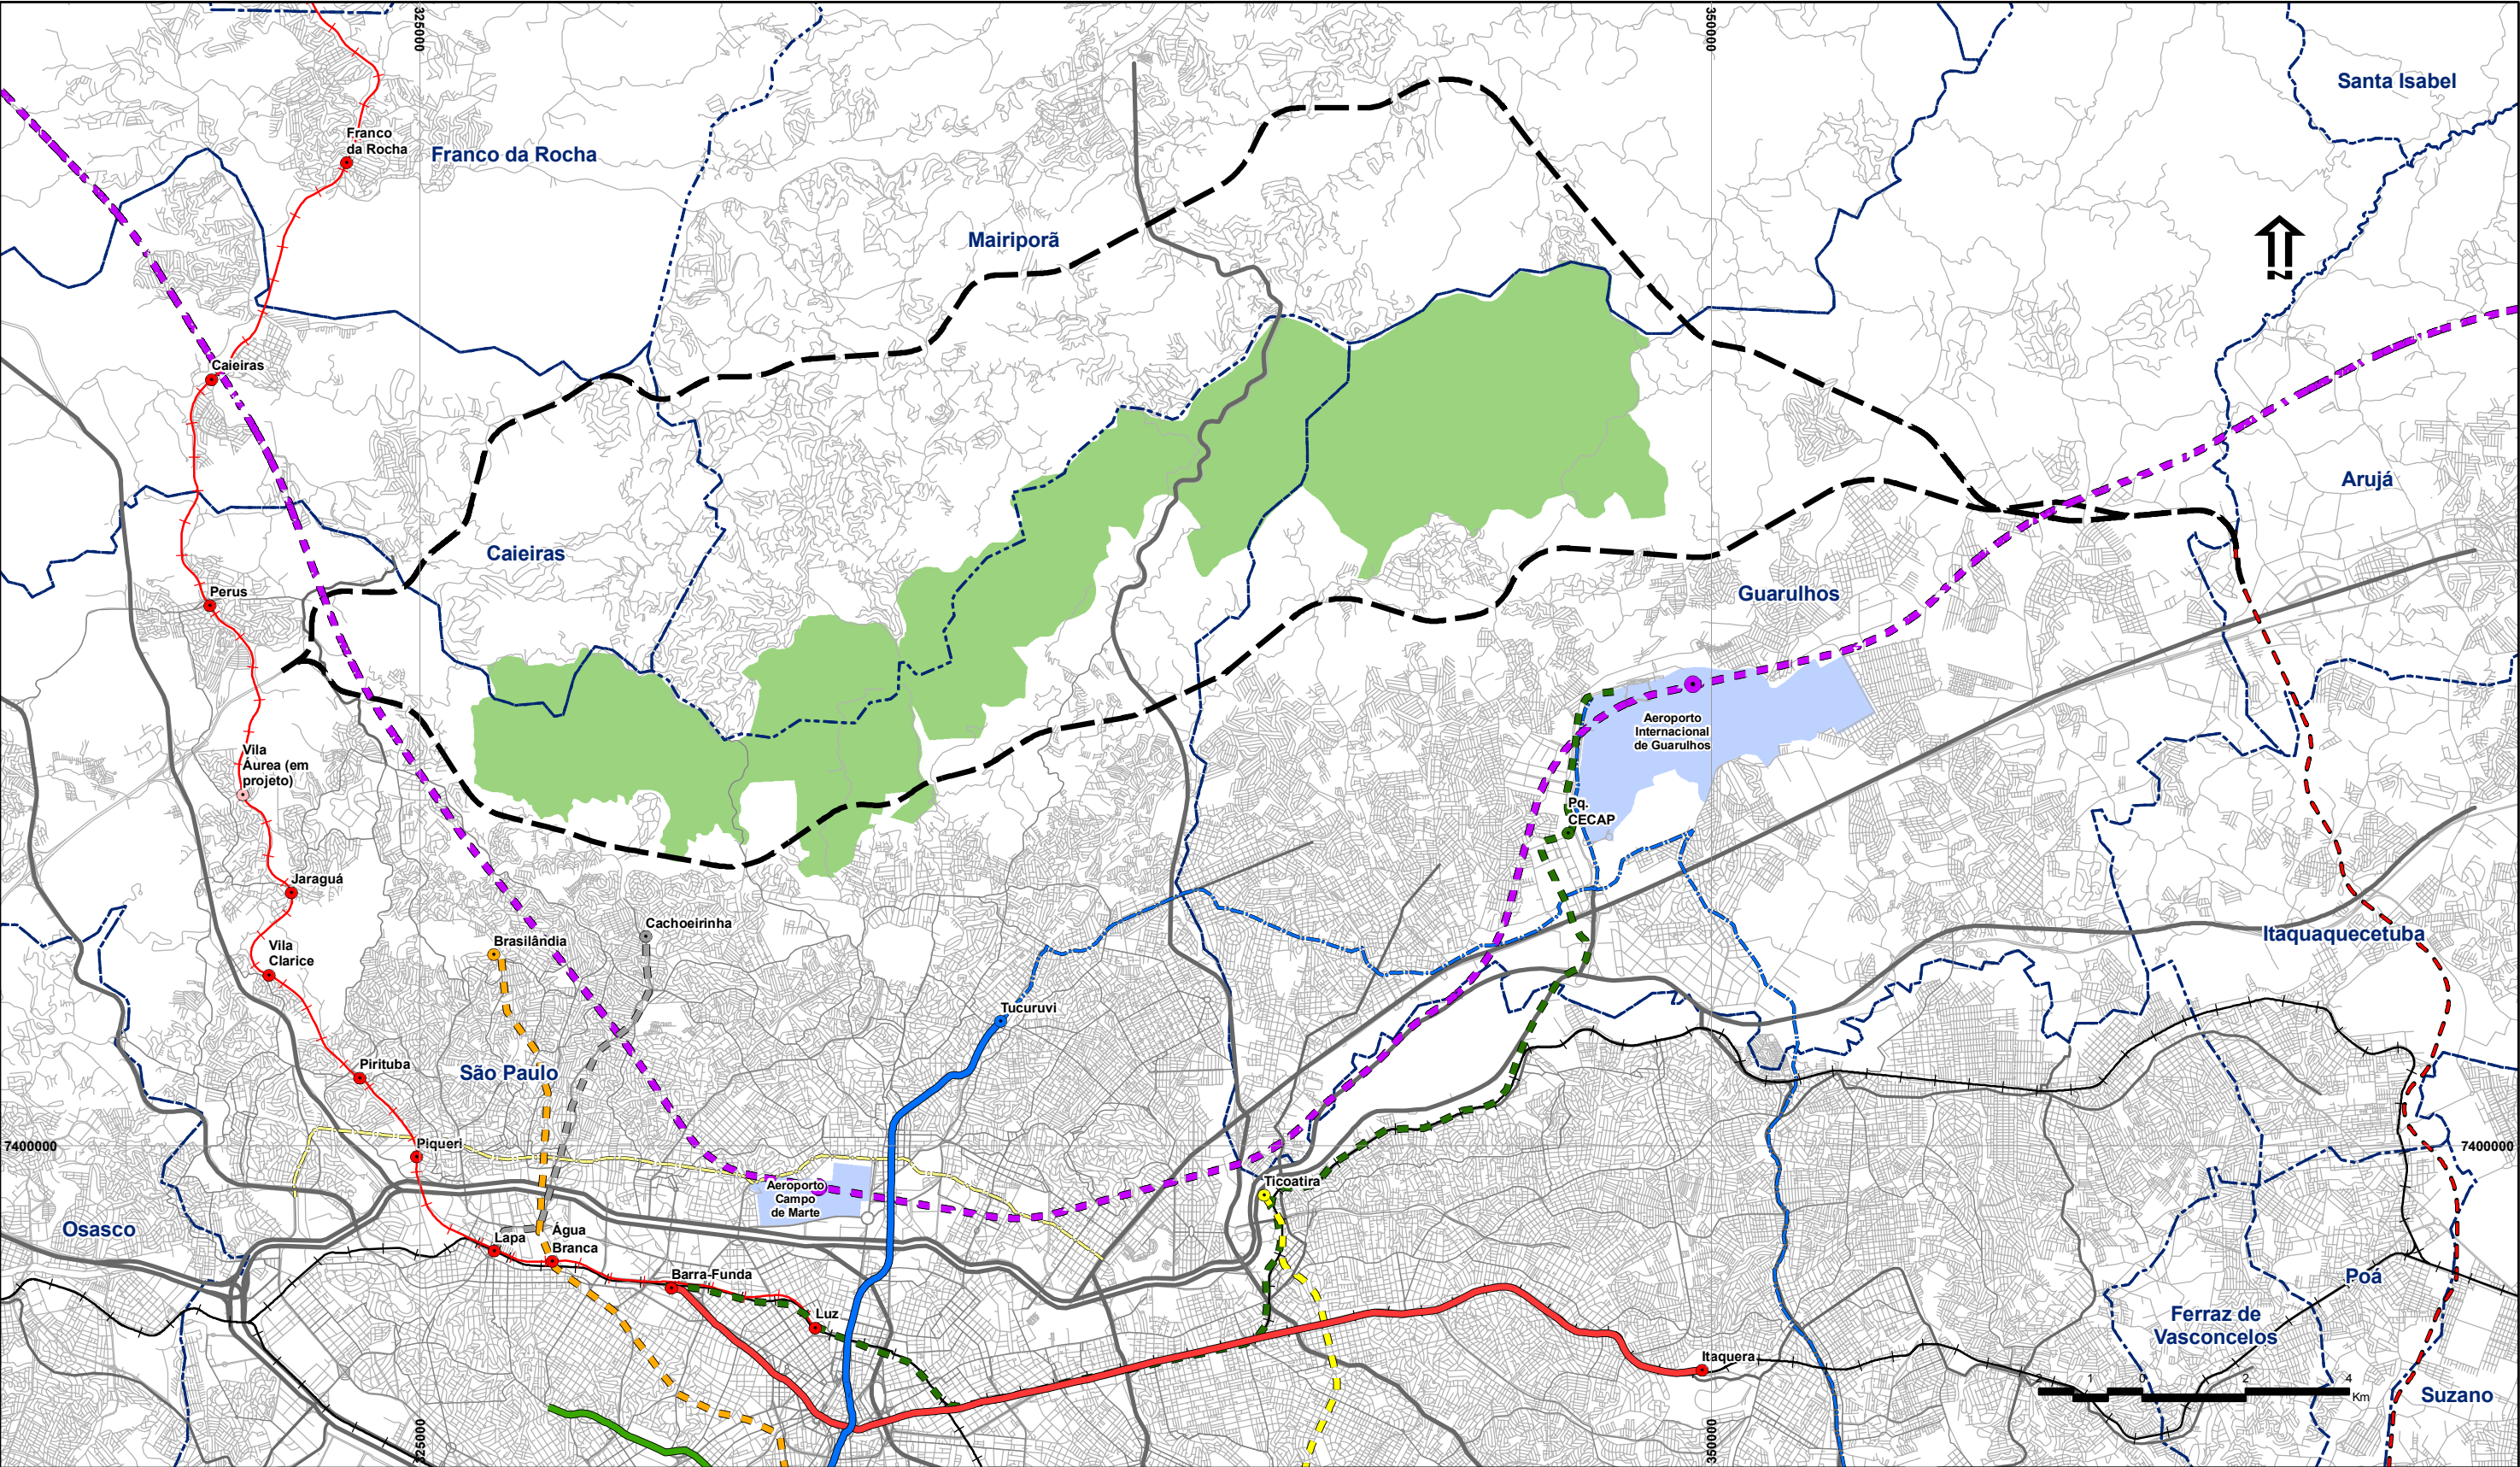 325000
350000
Santa Isabel
Franco
da Rocha
Franco da Rocha
Mairiporã
N
Caieiras
Arujá
Caieiras
Perus
Guarulhos
Aeroporto
Internacional
de Guarulhos
Vila
Áurea (em
projeto)
Pq.
CECAP
Jaraguá
Cachoeirinha
Brasilândia
Itaquaquecetuba
Vila
Clarice
Tucuruvi
Pirituba
São Paulo
Piqueri
7400000
7400000
Ticoatira
Aeroporto
Campo
de Marte
Osasco
Água
Branca
Lapa
Barra-Funda
Poá
Luz
Ferraz de
Vasconcelos
Itaquera
2 1 0 2 4
Km
Suzano
325000
350000